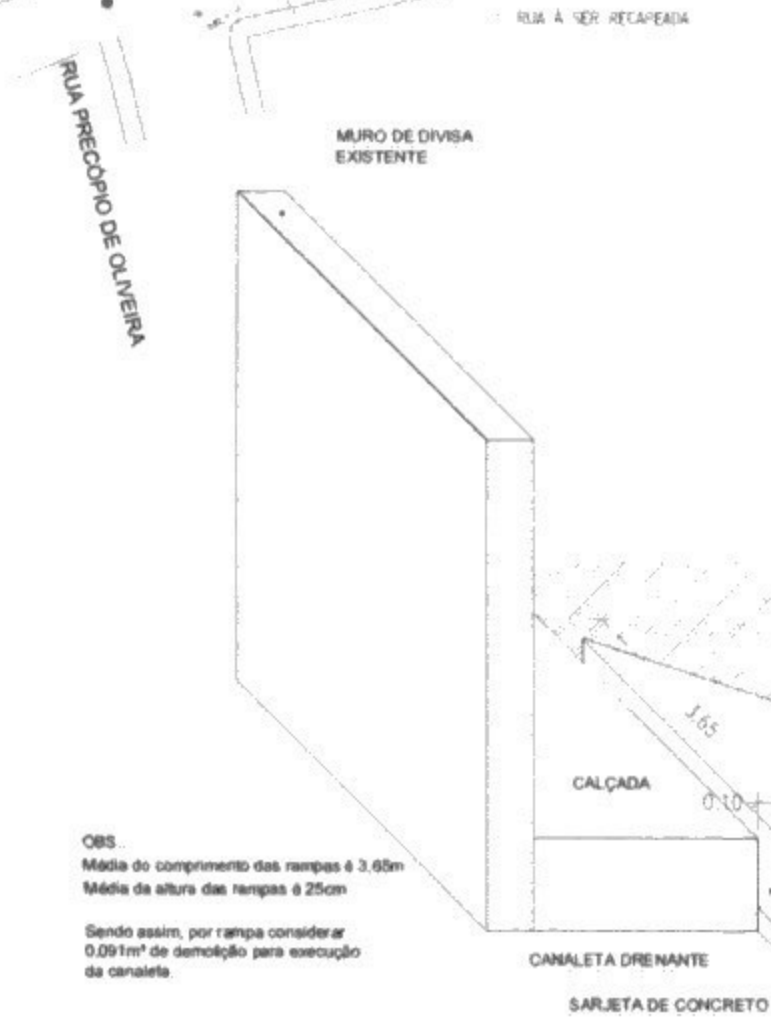 RUA À SER RECAPEADA
RUA PRECÓPIO DE OLIVEIRA
MURO DE DIVISA
EXISTENTE
3.65
CALÇADA
0.10
OBS.
Média do comprimento das rampas é 3,65m
Média da altura das rampas é 25cm
Sendo assim, por rampa considerar
0,091m³ de demolição para execução
da canaleta.
CANALETA DRENANTE
SARJETA DE CONCRETO